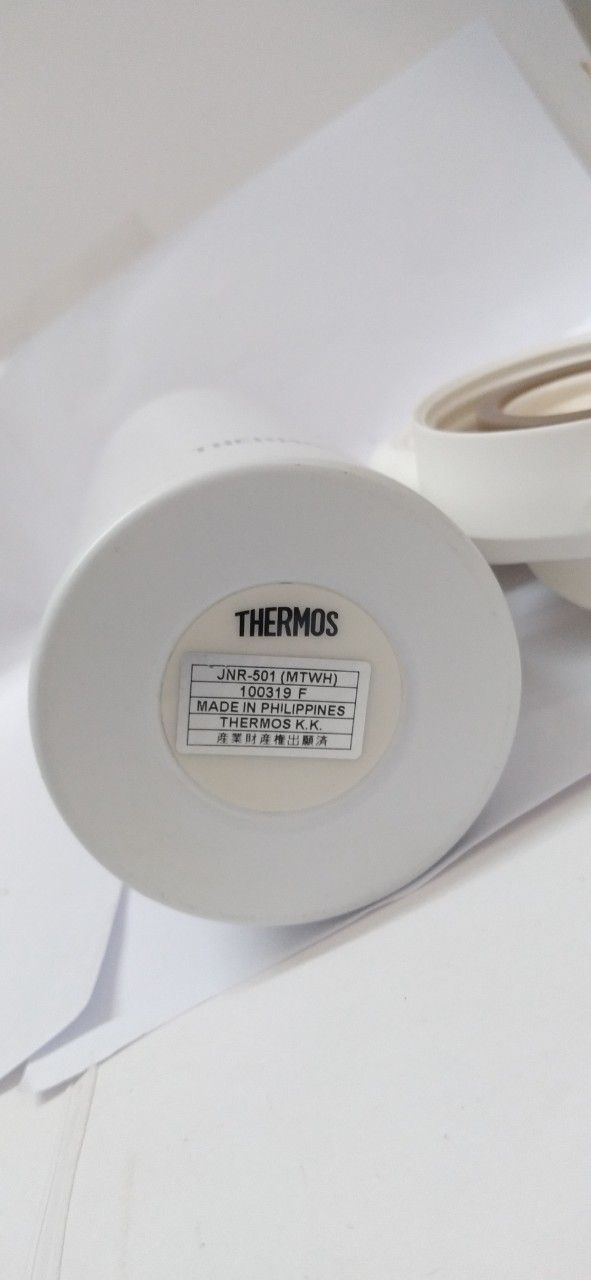 THERMOS
JNR-501 (MTWH)
100319 F
MADE IN PHILIPPINES
THERMOS K.K.
産業財産権出願済